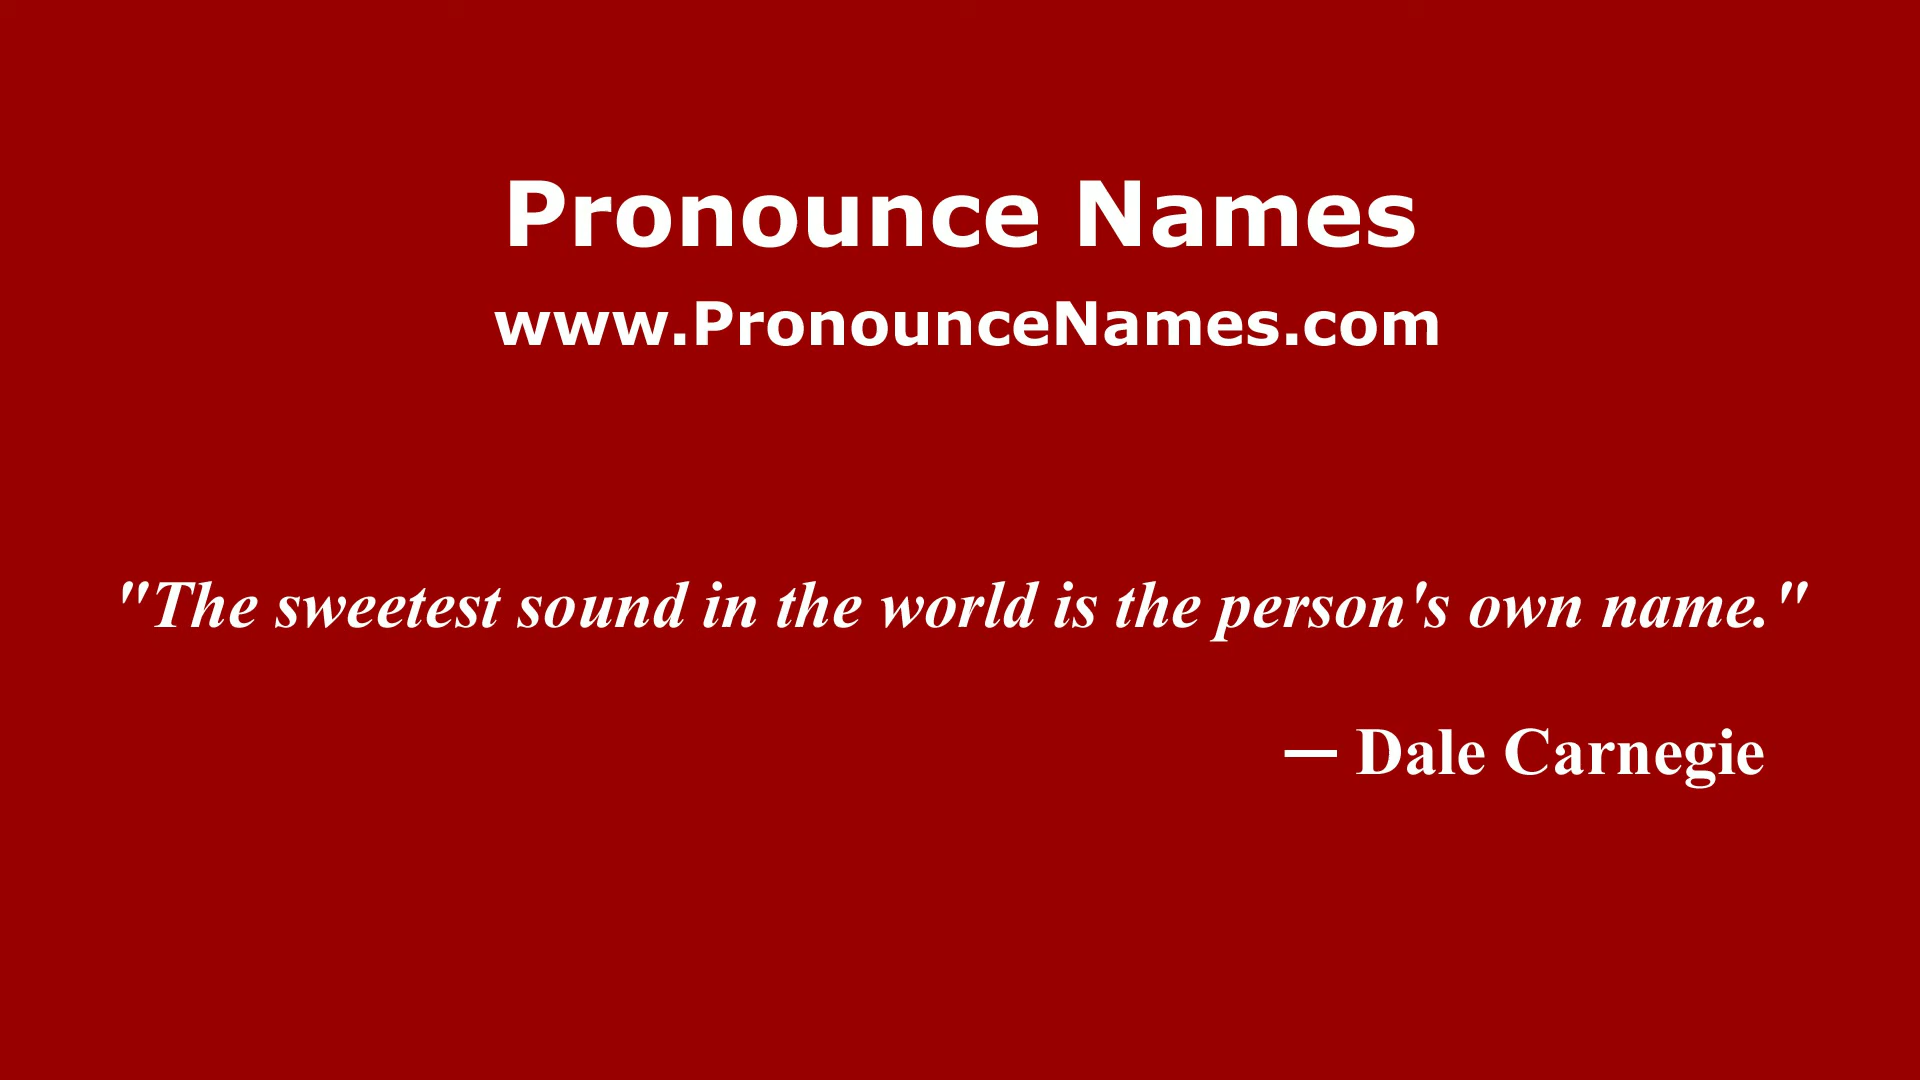 Pronounce Names
www.PronounceNames.com
"The sweetest sound in the world is the person's own name."
— Dale Carnegie